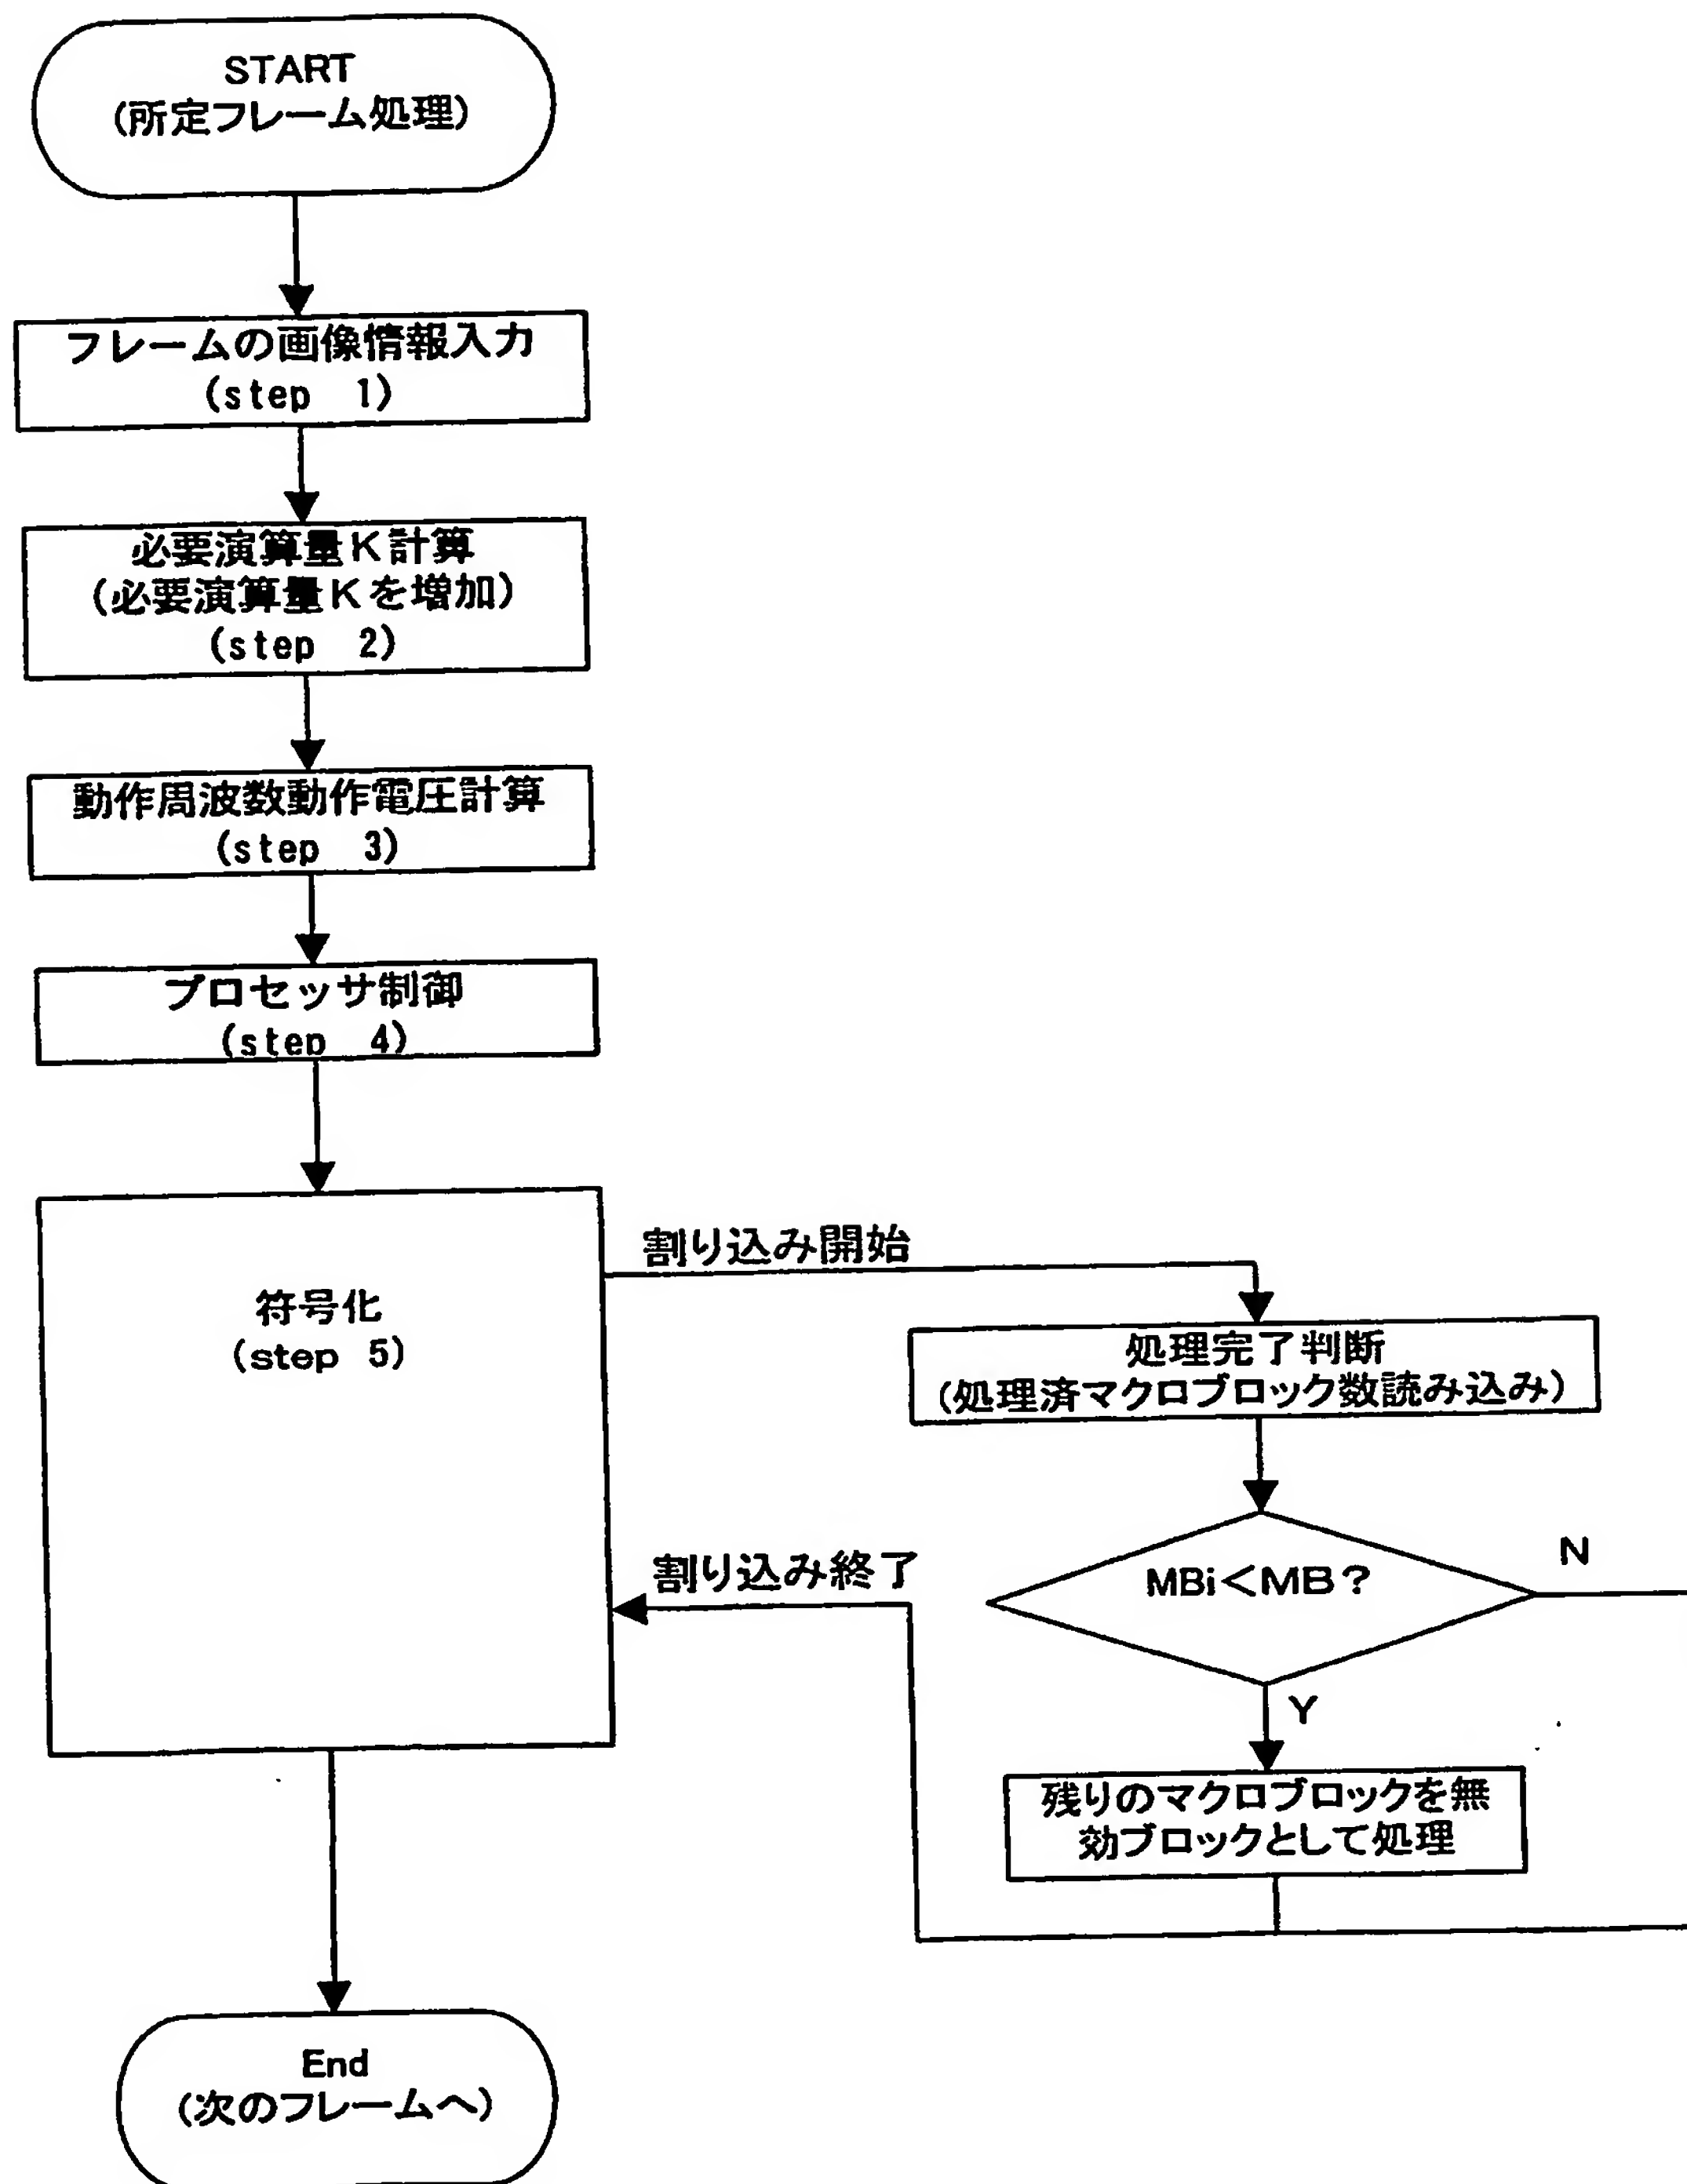 START
(所定フレーム処理)
フレームの画像情報入力
(step 1)
必要演算量K計算
(必要演算量Kを増加)
(step 2)
動作周波数動作電圧計算
(step 3)
プロセッサ制御
(step 4)
符号化
(step 5)
割り込み開始
処理完了判断
(処理済マクロブロック数読み込み)
MBi<MB?
N
Y
割り込み終了
残りのマクロブロックを無
効ブロックとして処理
End
(次のフレームへ)